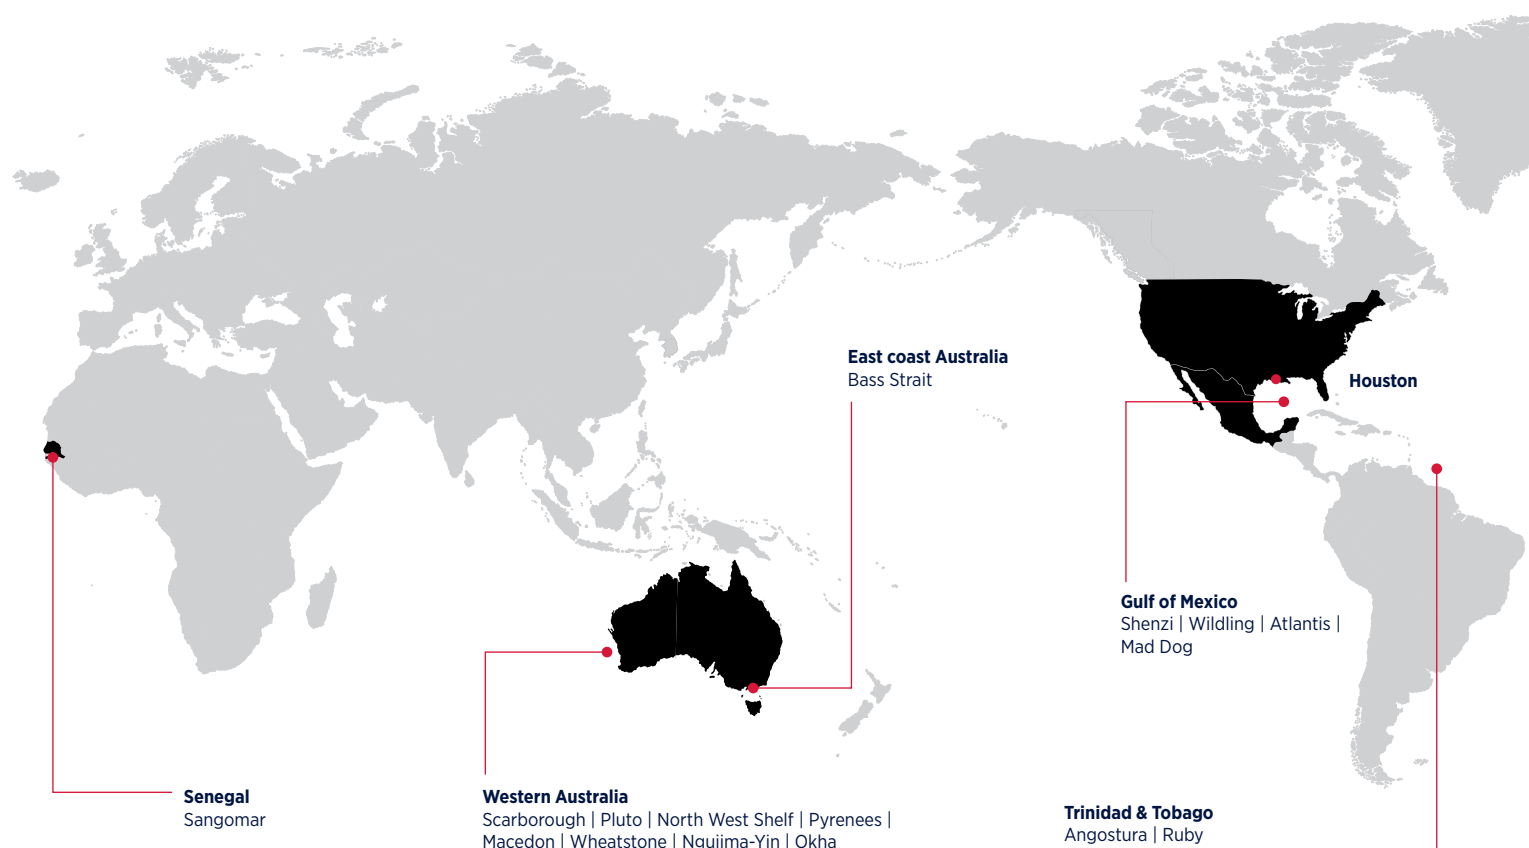 East coast Australia
Bass Strait
Houston
Gulf of Mexico
Shenzi | Wildling | Atlantis |
Mad Dog
Senegal
Sangomar
Western Australia
Scarborough | Pluto | North West Shelf | Pyrenees |
Macedon | Wheatstone | Ngujima-Yin | Okha
Trinidad & Tobago
Angostura | Ruby